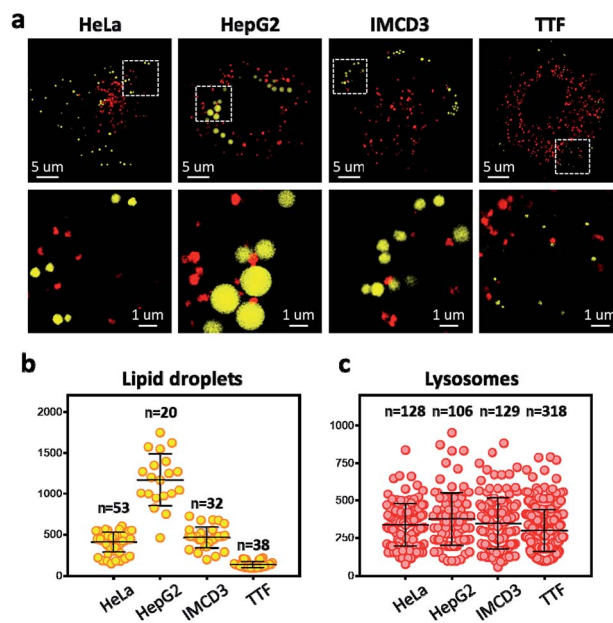 a
HeLa HepG2 IMCD3 TTF
5 um 5 um 5 um 5 um
1 um 1 um 1 um 1 um
b
Lipid droplets
2000
1500
1000
500
0
n=53
n=20
n=32
n=38
HeLa HepG2 IMCD3 TTF
c
Lysosomes
1000
750
500
250
0
n=128 n=106 n=129 n=318
HeLa HepG2 IMCD3 TTF